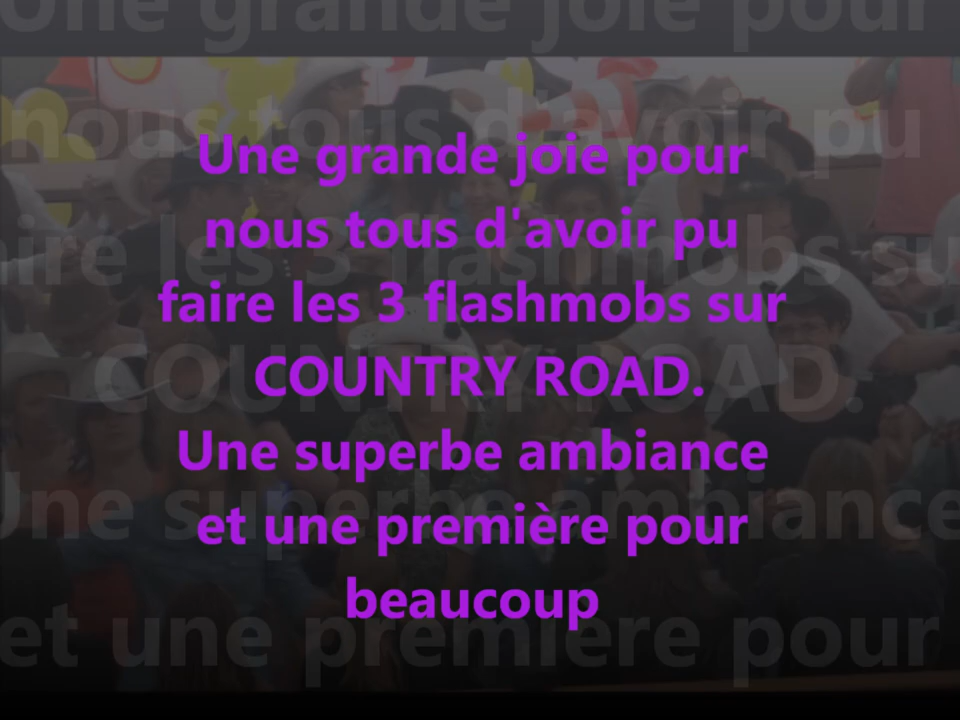 Une grande joie pour
nous tous d'avoir pu
faire les 3 flashmobs sur
COUNTRY ROAD.
Une superbe ambiance
et une première pour
beaucoup